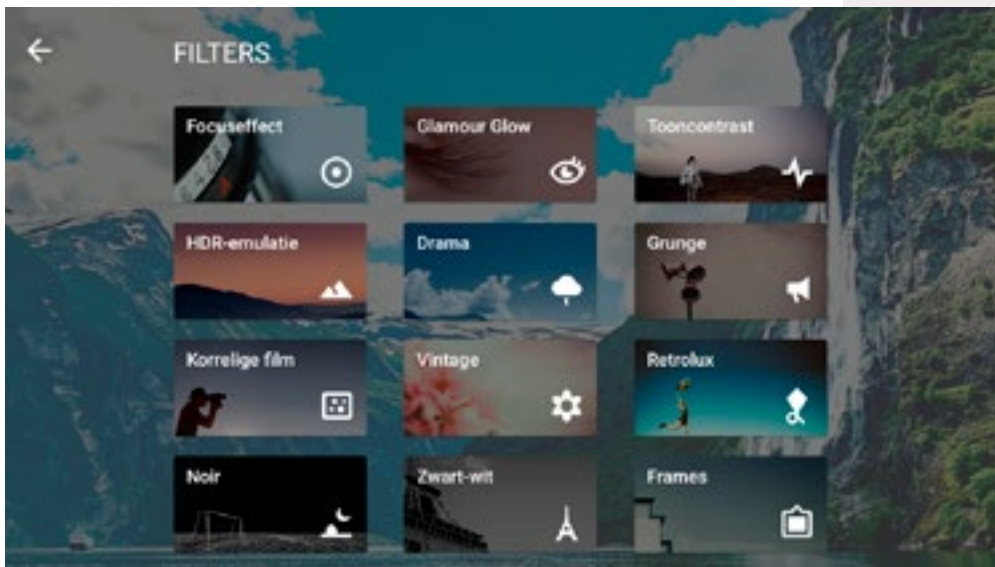 FILTERS
Focuseffect
Glamour Glow
Tooncontrast
HDR-emulatie
Drama
Grunge
Korrelige film
Vintage
Retrolux
Noir
Zwart-wit
Frames